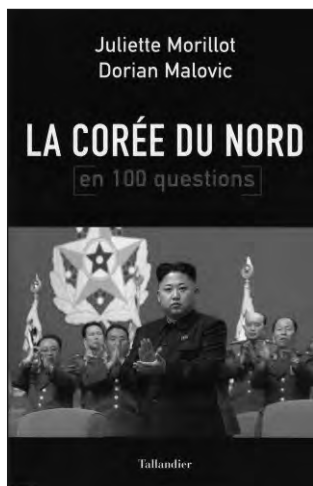 Juliette Morillot
Dorian Malovic
LA CORÉE DU NORD
[en 100 questions]
Tallandier